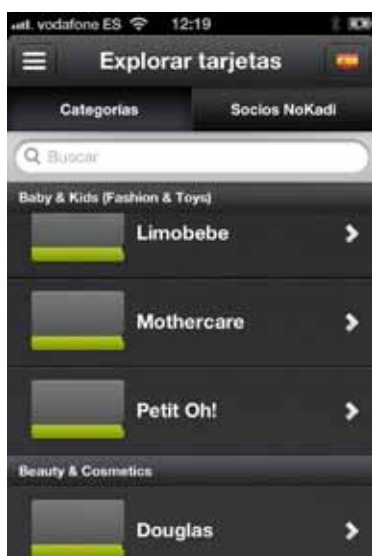 vodafone ES 12:19
Explorar tarjetas
Categorías Socios NoKadi
Buscar
Baby & Kids (Fashion & Toys)
Limobebe
Mothercare
Petit Oh!
Beauty & Cosmetics
Douglas